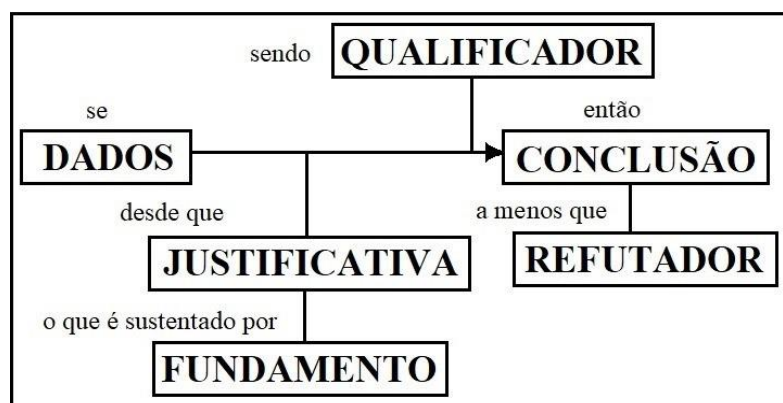 sendo
QUALIFICADOR
se
então
DADOS
CONCLUSÃO
desde que
a menos que
JUSTIFICATIVA
REFUTADOR
o que é sustentado por
FUNDAMENTO